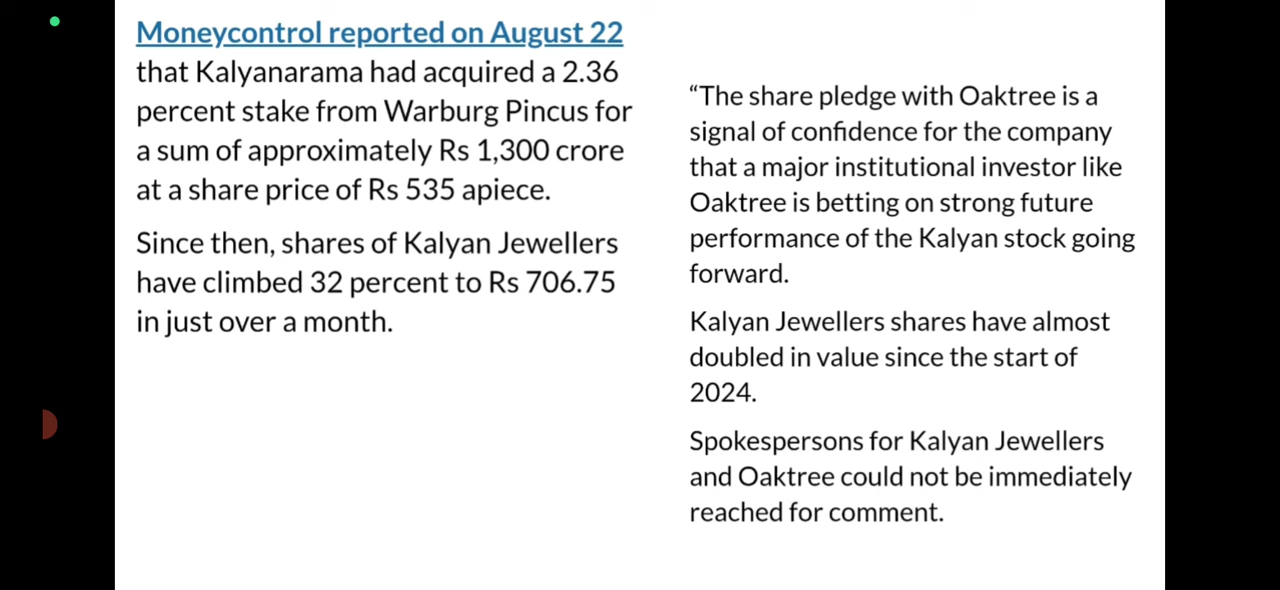 Moneycontrol reported on August 22
that Kalyanarama had acquired a 2.36
percent stake from Warburg Pincus for
a sum of approximately Rs 1,300 crore
at a share price of Rs 535 apiece.
Since then, shares of Kalyan Jewellers
have climbed 32 percent to Rs 706.75
in just over a month.
“The share pledge with Oaktree is a
signal of confidence for the company
that a major institutional investor like
Oaktree is betting on strong future
performance of the Kalyan stock going
forward.
Kalyan Jewellers shares have almost
doubled in value since the start of
2024.
Spokespersons for Kalyan Jewellers
and Oaktree could not be immediately
reached for comment.